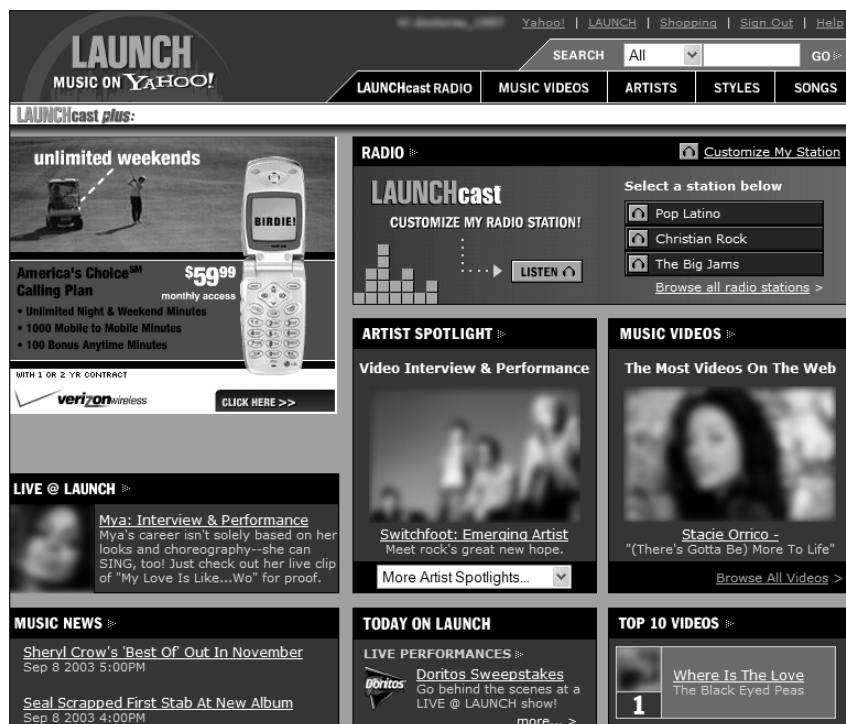 Yahoo! | LAUNCH | Shopping | Sign Out | Help
LAUNCH
MUSIC ON YAHOO!
SEARCH All GO
LAUNCHcast RADIO MUSIC VIDEOS ARTISTS STYLES SONGS
LAUNCHcast plus:
unlimited weekends
BIRDIE!
America's Choice℠
Calling Plan
$59⁹⁹
monthly access
• Unlimited Night & Weekend Minutes
• 1000 Mobile to Mobile Minutes
• 100 Bonus Anytime Minutes
WITH 1 OR 2 YR CONTRACT
verizon wireless
CLICK HERE >>
RADIO
Customize My Station
LAUNCHcast
CUSTOMIZE MY RADIO STATION!
LISTEN
Select a station below
Pop Latino
Christian Rock
The Big Jams
Browse all radio stations >
ARTIST SPOTLIGHT
Video Interview & Performance
Switchfoot: Emerging Artist
Meet rock's great new hope.
More Artist Spotlights...
MUSIC VIDEOS
The Most Videos On The Web
Stacie Orrico -
"(There's Gotta Be) More To Life"
Browse All Videos >
LIVE @ LAUNCH
Mya: Interview & Performance
Mya's career isn't solely based on her
looks and choreography--she can
SING, too! Just check out her live clip
of "My Love Is Like...Wo" for proof.
MUSIC NEWS
Sheryl Crow's 'Best Of' Out In November
Sep 8 2003 5:00PM
Seal Scrapped First Stab At New Album
Sep 8 2003 4:00PM
TODAY ON LAUNCH
LIVE PERFORMANCES
Doritos
Doritos Sweepstakes
Go behind the scenes at a
LIVE @ LAUNCH show!
more... >
TOP 10 VIDEOS
1
Where Is The Love
The Black Eyed Peas